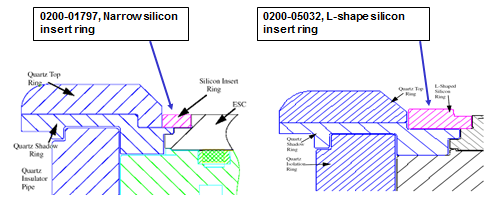 0200-01797, Narrow silicon
insert ring
0200-05032, L-shape silicon
insert ring
Quartz Top
Ring
Silicon Insert
Ring
ESC
Quartz Shadow
Ring
Quartz
Insulator
Pipe
Quartz Top
Ring
L-Shaped
Silicon
Ring
Quartz
Shadow
Ring
Quartz
Isolation
Ring